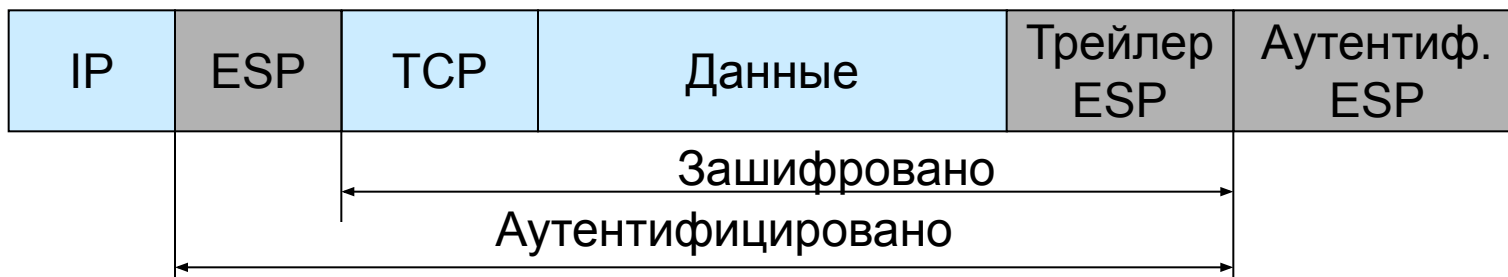 IP
ESP
TCP
Данные
Трейлер
ESP
Аутентиф.
ESP
Зашифровано
Аутентифицировано